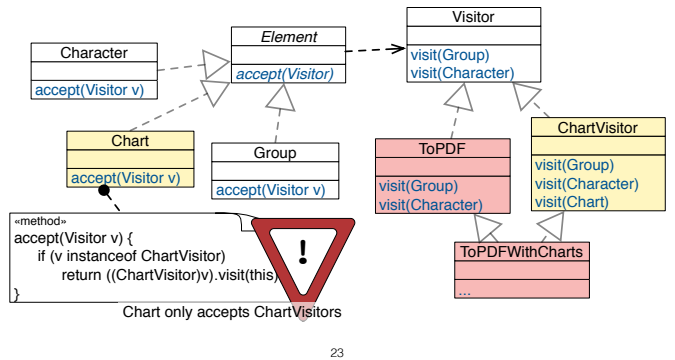 Character
accept(Visitor v)
Element
accept(Visitor)
Visitor
visit(Group)
visit(Character)
Chart
accept(Visitor v)
Group
accept(Visitor v)
ToPDF
visit(Group)
visit(Character)
ChartVisitor
visit(Group)
visit(Character)
visit(Chart)
ToPDFWithCharts
...
«method»
accept(Visitor v) {
if (v instanceof ChartVisitor)
return ((ChartVisitor)v).visit(this)
}
!
Chart only accepts ChartVisitors
23